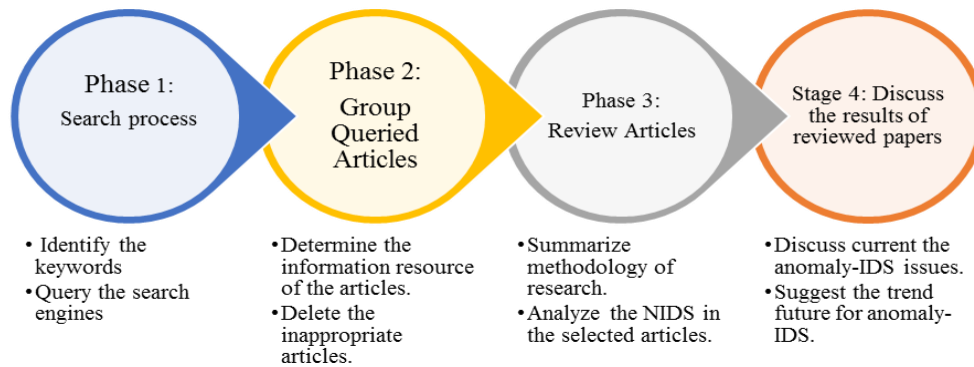 Phase 1:
Search process
Phase 2:
Group
Queried
Articles
Phase 3:
Review Articles
Stage 4: Discuss
the results of
reviewed papers
• Identify the
keywords
• Query the search
engines
•Determine the
information resource
of the articles.
•Delete the
inappropriate
articles.
•Summarize
methodology of
research.
•Analyze the NIDS in
the selected articles.
•Discuss current the
anomaly-IDS issues.
•Suggest the trend
future for anomaly-
IDS.